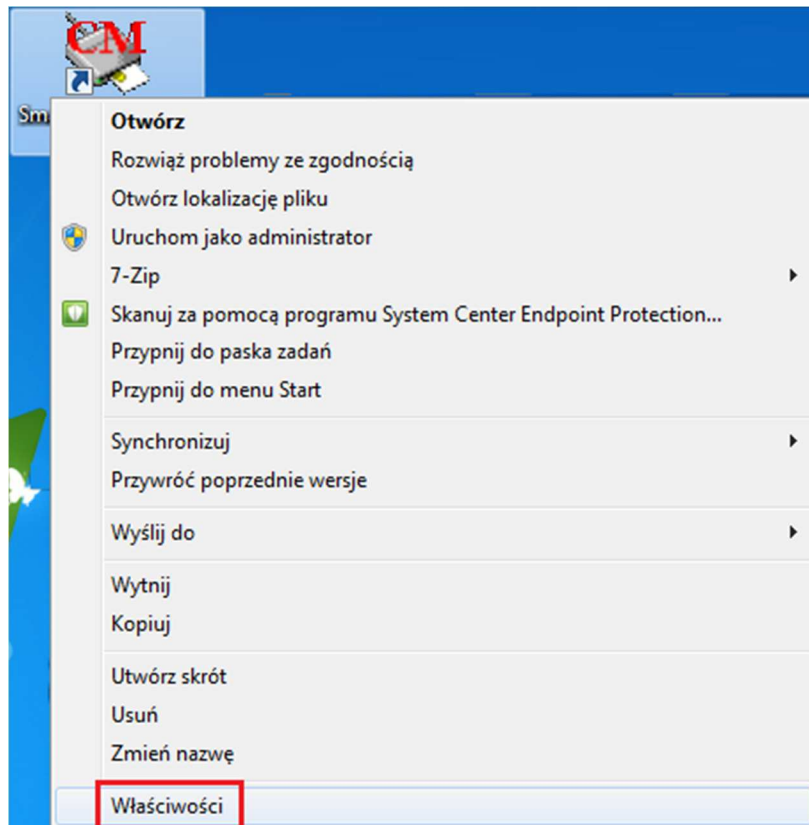 CM
Sm
Otwórz
Rozwiąż problemy ze zgodnością
Otwórz lokalizację pliku
Uruchom jako administrator
7-Zip
Skanuj za pomocą programu System Center Endpoint Protection...
Przypnij do paska zadań
Przypnij do menu Start
Synchronizuj
Przywróć poprzednie wersje
Wyślij do
Wytnij
Kopiuj
Utwórz skrót
Usuń
Zmień nazwę
Właściwości